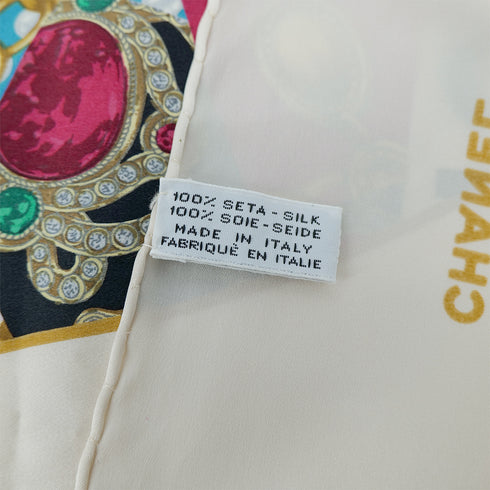 100% SETA - SILK
100% SOIE - SEIDE
MADE IN ITALY
FABRIQUÉ EN ITALIE
CHANEL